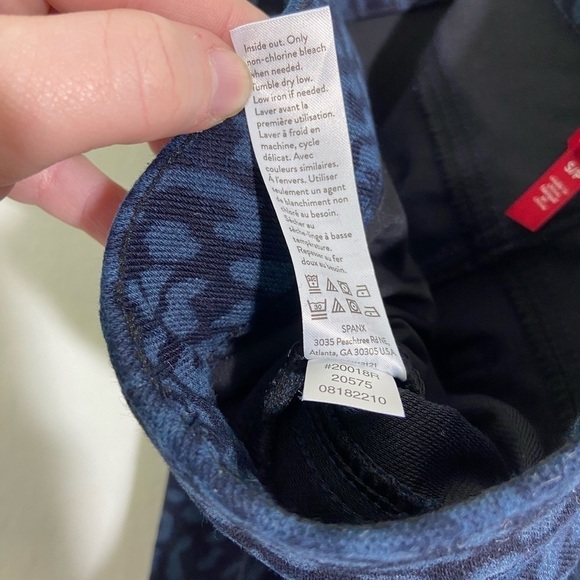 Inside out. Only
non-chlorine bleach
when needed.
Tumble dry low.
Low iron if needed.
Laver avant la
première utilisation.
Laver à froid en
machine, cycle
délicat. Avec
couleurs similaires.
À l'envers. Utiliser
seulement un agent
de blanchiment non
chloré au besoin.
Sécher au
sèche-linge à basse
température.
Repasser au fer
doux au besoin.
30
SPANX
3035 Peachtree Rd NE,
Atlanta, GA 30305 U.S.A.
#20018R
20575
08182210